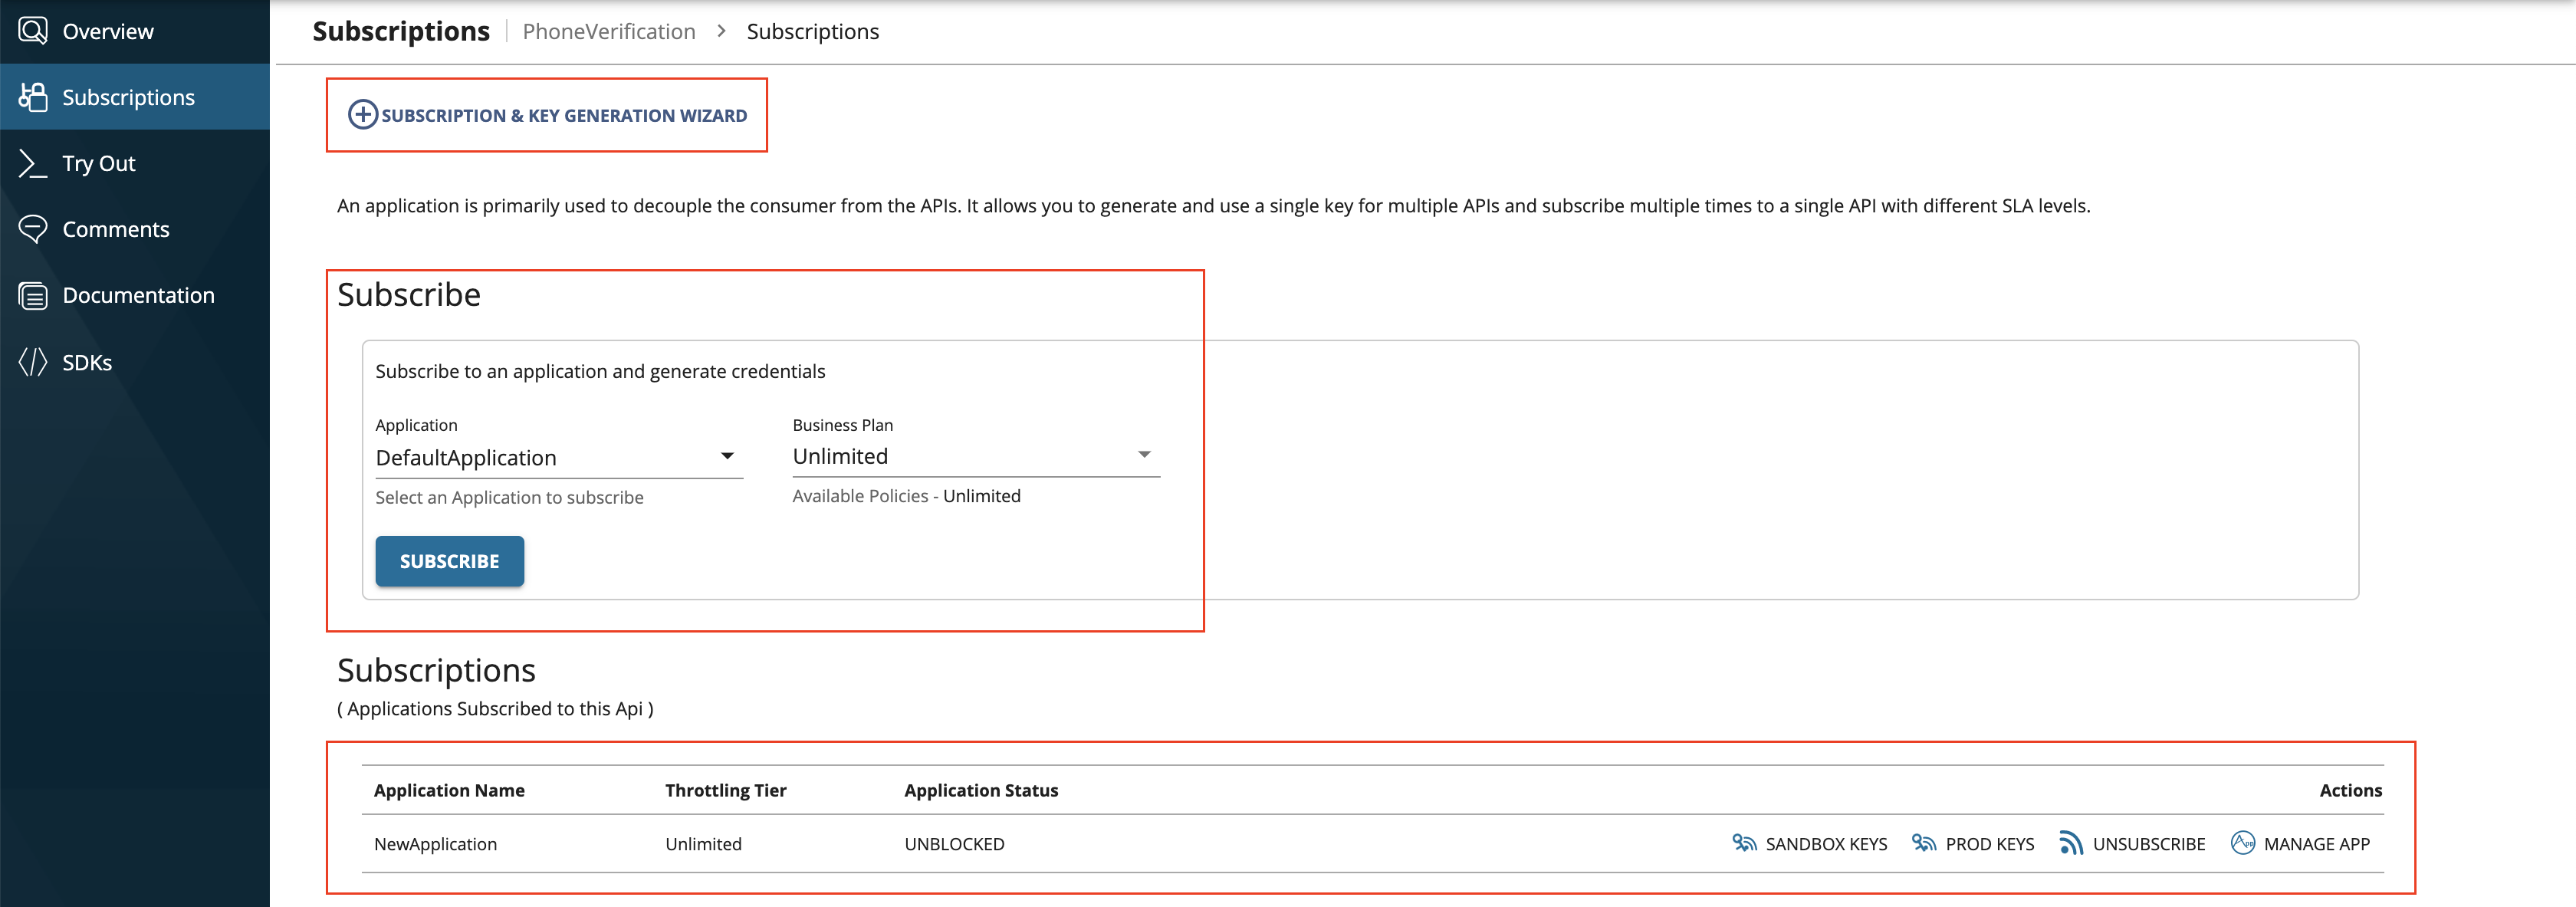 Overview
Subscriptions
Try Out
Comments
Documentation
SDKs
Subscriptions | PhoneVerification > Subscriptions
SUBSCRIPTION & KEY GENERATION WIZARD
An application is primarily used to decouple the consumer from the APIs. It allows you to generate and use a single key for multiple APIs and subscribe multiple times to a single API with different SLA levels.
Subscribe
Subscribe to an application and generate credentials
Application Business Plan
DefaultApplication Unlimited
Select an Application to subscribe Available Policies - Unlimited
SUBSCRIBE
Subscriptions
( Applications Subscribed to this Api )
Application Name Throttling Tier Application Status Actions
NewApplication Unlimited UNBLOCKED SANDBOX KEYS PROD KEYS UNSUBSCRIBE App MANAGE APP